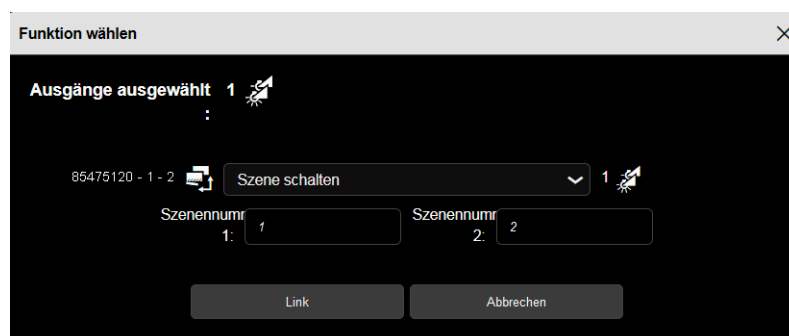 Funktion wählen
Ausgänge ausgewählt 1
:
85475120 - 1 - 2 Szene schalten 1
Szenennumr 1 Szenennumr 2
1: 2:
Link Abbrechen